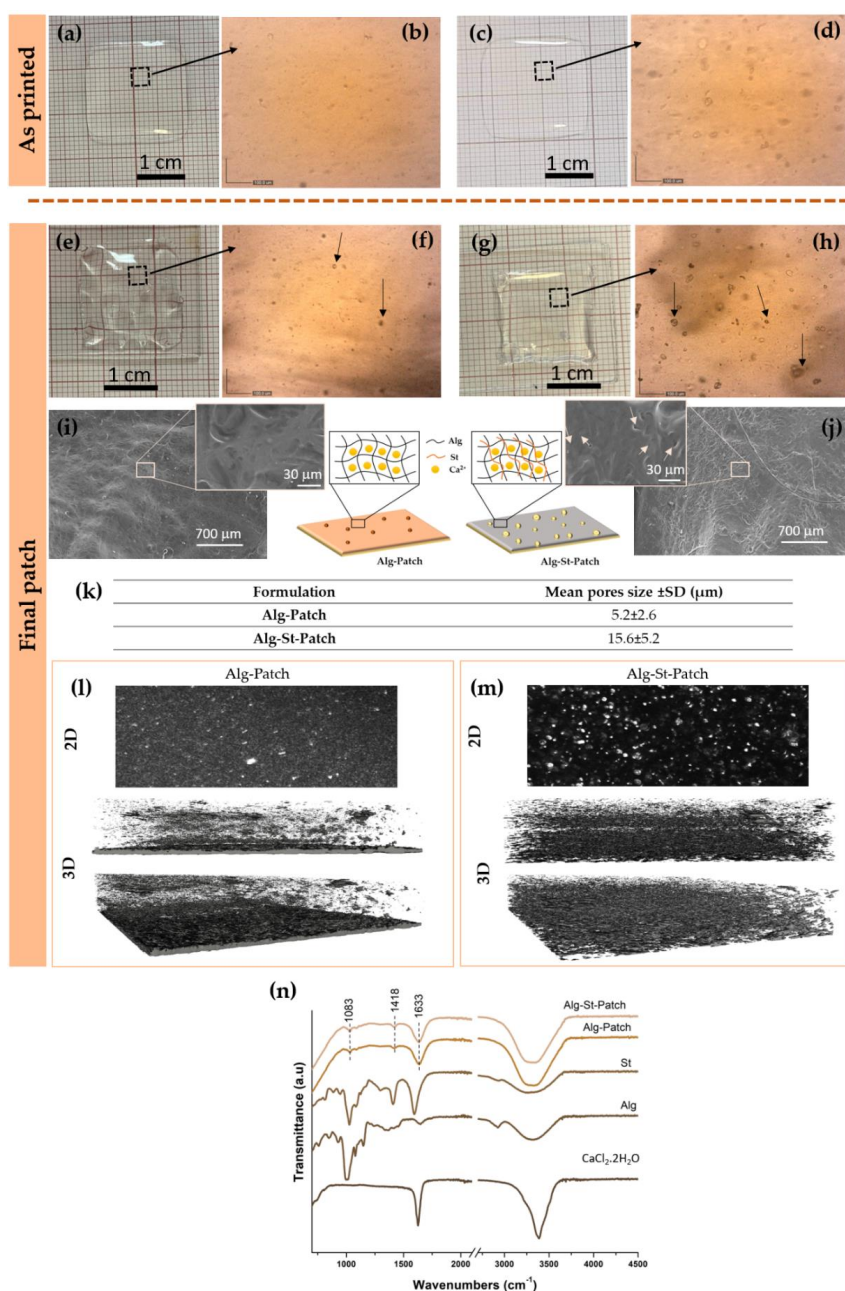 As printed
(a)
(b)
(c)
(d)
1 cm
1 cm
Final patch
(e)
(f)
(g)
(h)
1 cm
1 cm
(i)
30 µm
700 µm
Alg
St
Ca²⁺
Alg-Patch
Alg-St-Patch
30 µm
(j)
700 µm
(k)
Formulation Mean pores size ±SD (µm)
Alg-Patch 5.2±2.6
Alg-St-Patch 15.6±5.2
Alg-Patch
(l)
2D
3D
Alg-St-Patch
(m)
2D
3D
(n)
1083
1418
1633
Alg-St-Patch
Alg-Patch
St
Alg
CaCl₂.2H₂O
Transmittance (a.u)
1000 1500 2000 3000 3500 4000 4500
Wavenumbers (cm⁻¹)